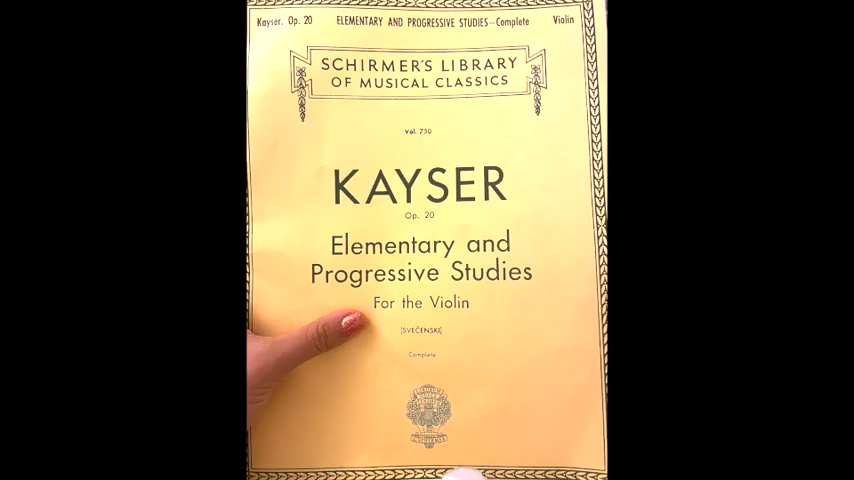 Kayser. Op. 20 ELEMENTARY AND PROGRESSIVE STUDIES--Complete Violin
SCHIRMER'S LIBRARY
OF MUSICAL CLASSICS
Vol. 750
KAYSER
Op. 20
Elementary and
Progressive Studies
For the Violin
(SVEČENSKI)
Complete